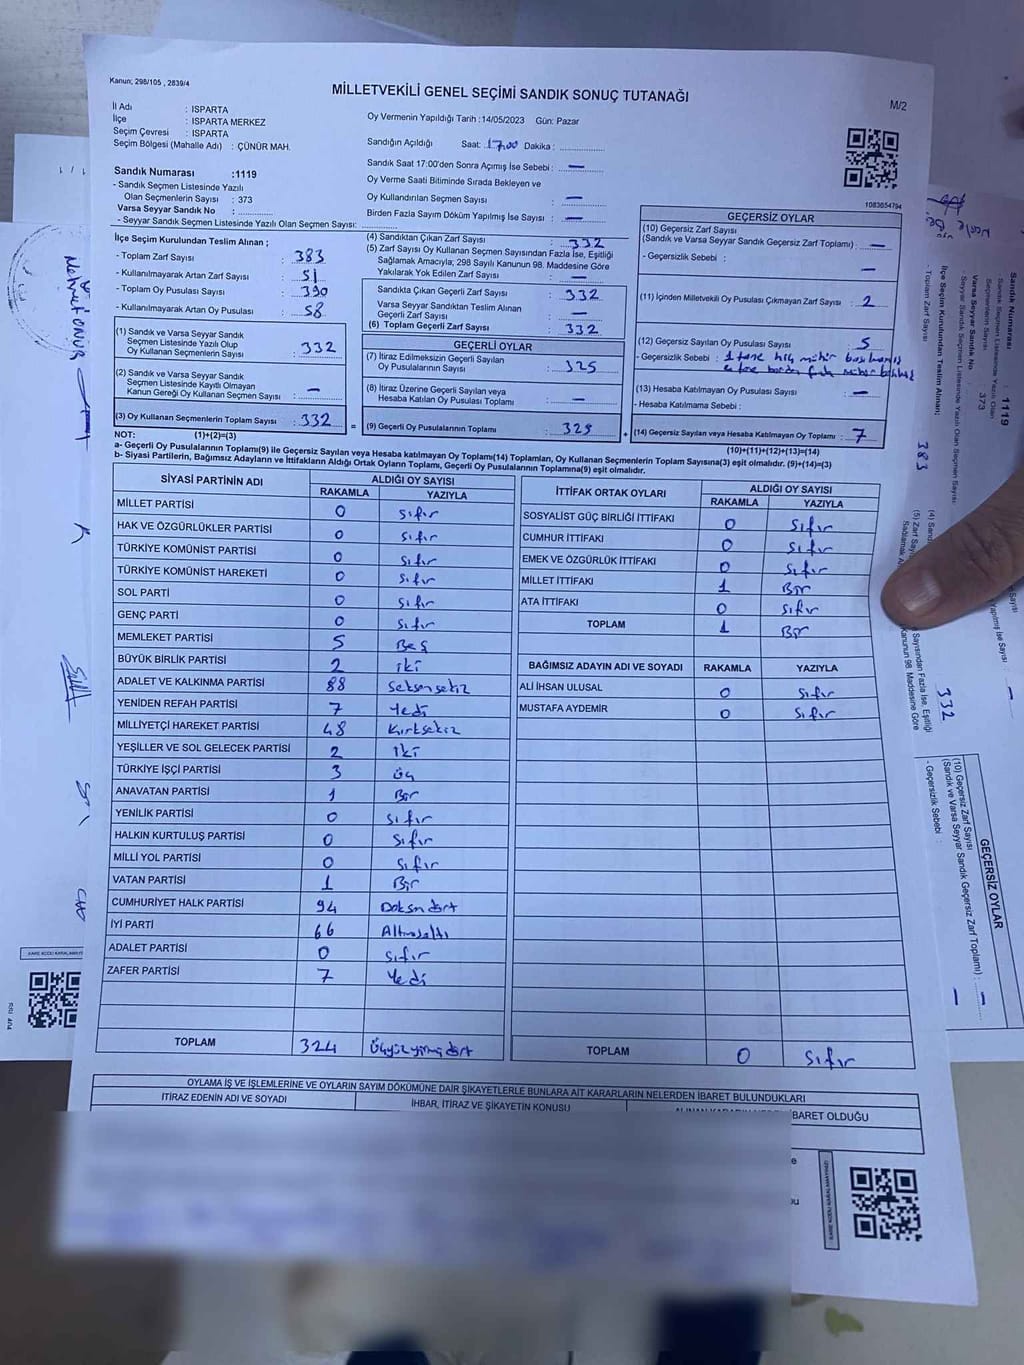 Kanun; 298/105 , 2839/4
MİLLETVEKİLİ GENEL SEÇİMİ SANDIK SONUÇ TUTANAĞI
M/2
İl Adı : ISPARTA
İlçe : ISPARTA MERKEZ
Seçim Çevresi : ISPARTA
Seçim Bölgesi (Mahalle Adı) : ÇÜNÜR MAH.
Oy Vermenin Yapıldığı Tarih :14/05/2023 Gün: Pazar
Sandığın Açıldığı Saat: 17.00 Dakika :
Sandık Saat 17:00'den Sonra Açımış İse Sebebi : —
Oy Verme Saati Bitiminde Sırada Bekleyen ve
Oy Kullandırılan Seçmen Sayısı : —
Birden Fazla Sayım Döküm Yapılmış İse Sayısı : —
Sandık Numarası :1119
- Sandık Seçmen Listesinde Yazılı
Olan Seçmenlerin Sayısı : 373
Varsa Seyyar Sandık No :
- Seyyar Sandık Seçmen Listesinde Yazılı Olan Seçmen Sayısı:
1083654794
İlçe Seçim Kurulundan Teslim Alınan ;
- Toplam Zarf Sayısı : 383
- Kullanılmayarak Artan Zarf Sayısı : 51
- Toplam Oy Pusulası Sayısı : 390
- Kullanılmayarak Artan Oy Pusulası : 58
(1) Sandık ve Varsa Seyyar Sandık
Seçmen Listesinde Yazılı Olup
Oy Kullanan Seçmenlerin Sayısı : 332
(2) Sandık ve Varsa Seyyar Sandık
Seçmen Listesinde Kayıtlı Olmayan
Kanun Gereği Oy Kullanan Seçmen Sayısı : —
(3) Oy Kullanan Seçmenlerin Toplam Sayısı : 332
(4) Sandıktan Çıkan Zarf Sayısı : 332
(5) Zarf Sayısı Oy Kullanan Seçmen Sayısından Fazla İse, Eşitliği
Sağlamak Amacıyla; 298 Sayılı Kanunun 98. Maddesine Göre
Yakılarak Yok Edilen Zarf Sayısı : —
Sandıkta Çıkan Geçerli Zarf Sayısı : 332
Varsa Seyyar Sandıktan Teslim Alınan
Geçerli Zarf Sayısı : —
(6) Toplam Geçerli Zarf Sayısı : 332
GEÇERLİ OYLAR
(7) İtiraz Edilmeksizin Geçerli Sayılan
Oy Pusulalarının Sayısı : 325
(8) İtiraz Üzerine Geçerli Sayılan veya
Hesaba Katılan Oy Pusulası Toplamı : —
= (9) Geçerli Oy Pusulalarının Toplamı : 325
GEÇERSİZ OYLAR
(10) Geçersiz Zarf Sayısı
(Sandık ve Varsa Seyyar Sandık Geçersiz Zarf Toplamı) : —
- Geçersizlik Sebebi : —
(11) İçinden Milletvekili Oy Pusulası Çıkmayan Zarf Sayısı : 2
(12) Geçersiz Sayılan Oy Pusulası Sayısı : 5
- Geçersizlik Sebebi : 1 tane hiç mühür basılmamış
(13) Hesaba Katılmayan Oy Pusulası Sayısı : —
- Hesaba Katılmama Sebebi :
+ (14) Geçersiz Sayılan veya Hesaba Katılmayan Oy Toplamı : 7
NOT: (1)+(2)=(3)
(10)+(11)+(12)+(13)=(14)
a- Geçerli Oy Pusulalarının Toplamı(9) ile Geçersiz Sayılan veya Hesaba katılmayan Oy Toplamı(14) Toplamları, Oy Kullanan Seçmenlerin Toplam Sayısına(3) eşit olmalıdır. (9)+(14)=(3)
b- Siyasi Partilerin, Bağımsız Adayların ve İttifakların Aldığı Ortak Oyların Toplamı, Geçerli Oy Pusulalarının Toplamına(9) eşit olmalıdır.
SİYASİ PARTİNİN ADI ALDIĞI OY SAYISI
RAKAMLA YAZIYLA
MİLLET PARTİSİ 0 Sıfır
HAK VE ÖZGÜRLÜKLER PARTİSİ 0 Sıfır
TÜRKİYE KOMÜNİST PARTİSİ 0 Sıfır
TÜRKİYE KOMÜNİST HAREKETİ 0 Sıfır
SOL PARTİ 0 Sıfır
GENÇ PARTİ 0 Sıfır
MEMLEKET PARTİSİ 5 Beş
BÜYÜK BİRLİK PARTİSİ 2 iki
ADALET VE KALKINMA PARTİSİ 88 Seksensekiz
YENİDEN REFAH PARTİSİ 7 Yedi
MİLLİYETÇİ HAREKET PARTİSİ 48 Kırksekiz
YEŞİLLER VE SOL GELECEK PARTİSİ 2 iki
TÜRKİYE İŞÇİ PARTİSİ 3 Üç
ANAVATAN PARTİSİ 1 Bir
YENİLİK PARTİSİ 0 Sıfır
HALKIN KURTULUŞ PARTİSİ 0 Sıfır
MİLLİ YOL PARTİSİ 0 Sıfır
VATAN PARTİSİ 1 Bir
CUMHURİYET HALK PARTİSİ 94 Doksandört
İYİ PARTİ 66 Altmışaltı
ADALET PARTİSİ 0 Sıfır
ZAFER PARTİSİ 7 Yedi
TOPLAM 324 Üçyüzyirmidört
İTTİFAK ORTAK OYLARI ALDIĞI OY SAYISI
RAKAMLA YAZIYLA
SOSYALİST GÜÇ BİRLİĞİ İTTİFAKI 0 Sıfır
CUMHUR İTTİFAKI 0 Sıfır
EMEK VE ÖZGÜRLÜK İTTİFAKI 0 Sıfır
MİLLET İTTİFAKI 1 Bir
ATA İTTİFAKI 0 Sıfır
TOPLAM 1 Bir
BAĞIMSIZ ADAYIN ADI VE SOYADI RAKAMLA YAZIYLA
ALİ İHSAN ULUSAL 0 Sıfır
MUSTAFA AYDEMİR 0 Sıfır
TOPLAM 0 Sıfır
OYLAMA İŞ VE İŞLEMLERİNE VE OYLARIN SAYIM DÖKÜMÜNE DAİR ŞİKAYETLERLE BUNLARA AİT KARARLARIN NELERDEN İBARET BULUNDUKLARI
İTİRAZ EDENİN ADI VE SOYADI İHBAR, İTİRAZ VE ŞİKAYETİN KONUSU İBARET OLDUĞU
Sandık Numarası : 1119
- Sandık Seçmen Listesinde Yazılı Olan
Seçmenlerin Sayısı : 373
Varsa Seyyar Sandık No
İlçe Seçim Kurulundan Teslim Alınan;
- Toplam Zarf Sayısı 383
332
GEÇERSİZ OYLAR
(10) Geçersiz Zarf Sayısı
(Sandık ve Varsa Seyyar Sandık Geçersiz Zarf Toplamı) : —
- Geçersizlik Sebebi : —